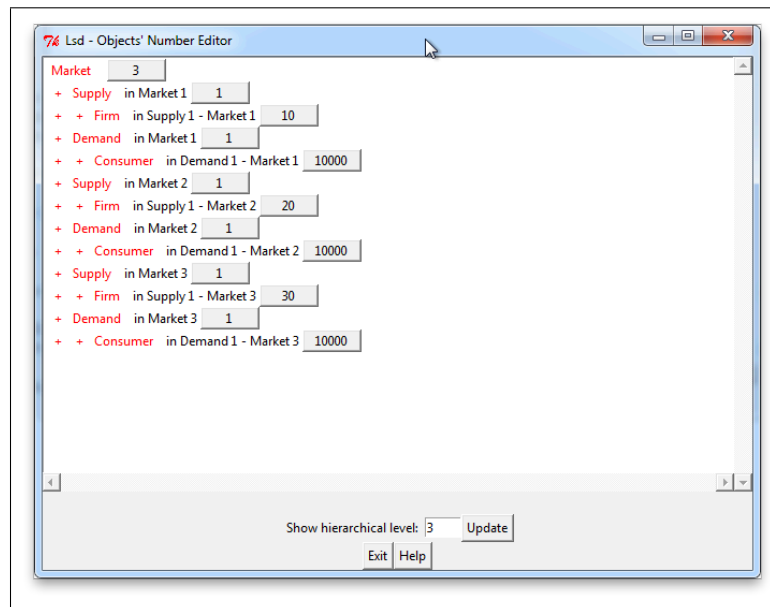 Lsd - Objects' Number Editor
Market 3
+ Supply in Market 1 1
+ + Firm in Supply 1 - Market 1 10
+ Demand in Market 1 1
+ + Consumer in Demand 1 - Market 1 10000
+ Supply in Market 2 1
+ + Firm in Supply 1 - Market 2 20
+ Demand in Market 2 1
+ + Consumer in Demand 1 - Market 2 10000
+ Supply in Market 3 1
+ + Firm in Supply 1 - Market 3 30
+ Demand in Market 3 1
+ + Consumer in Demand 1 - Market 3 10000
Show hierarchical level: 3 Update
Exit Help